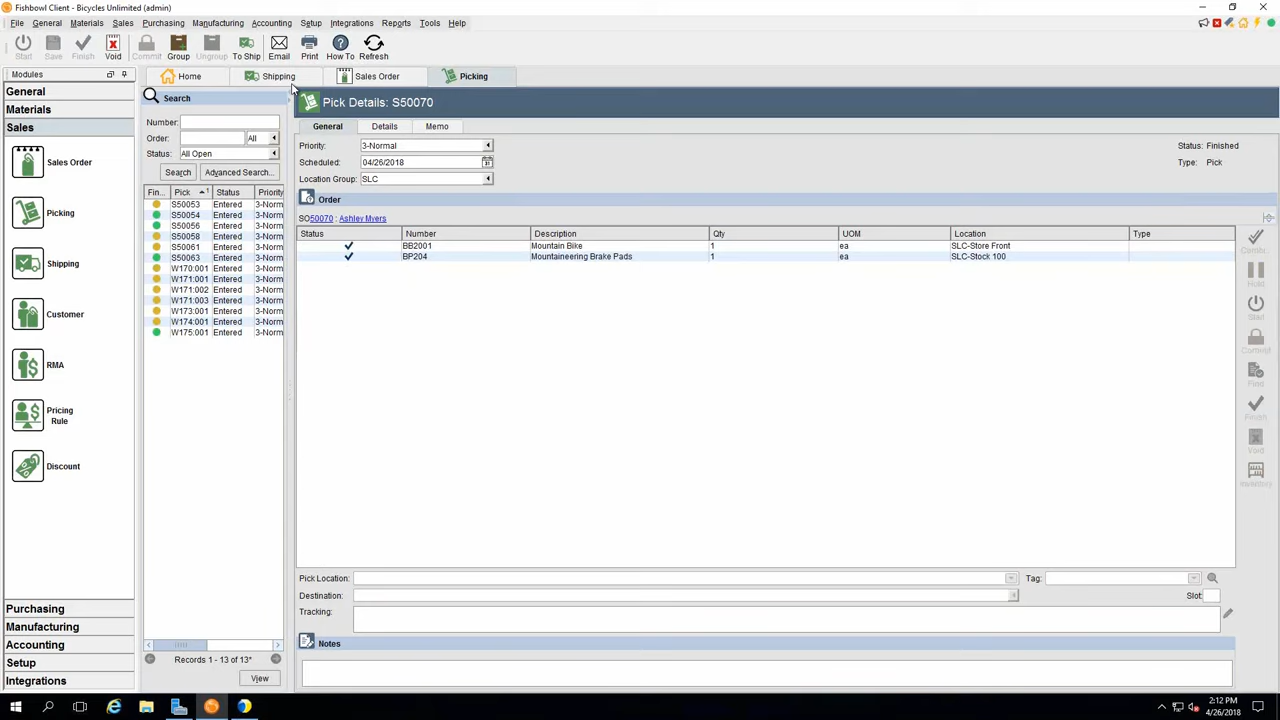 Fishbowl Client - Bicycles Unlimited (admin)
File General Materials Sales Purchasing Manufacturing Accounting Setup Integrations Reports Tools Help
Start Save Finish Void Commit Group Ungroup To Ship Email Print How To Refresh
Modules
Home Shipping Sales Order Picking
General
Materials
Sales
Sales Order
Picking
Shipping
Customer
RMA
Pricing
Rule
Discount
Purchasing
Manufacturing
Accounting
Setup
Integrations
Search
Number:
Order: All
Status: All Open
Search Advanced Search...
Fin... Pick 1 Status Priority
S50053 Entered 3-Norm
S50054 Entered 3-Norm
S50056 Entered 3-Norm
S50058 Entered 3-Norm
S50061 Entered 3-Norm
S50063 Entered 3-Norm
W170:001 Entered 3-Norm
W171:001 Entered 3-Norm
W171:002 Entered 3-Norm
W171:003 Entered 3-Norm
W173:001 Entered 3-Norm
W174:001 Entered 3-Norm
W175:001 Entered 3-Norm
Records 1 - 13 of 13*
View
Pick Details: S50070
General Details Memo
Priority: 3-Normal Status: Finished
Scheduled: 04/26/2018 Type: Pick
Location Group: SLC
Order
SO50070 : Ashley Myers
Status Number Description Qty UOM Location Type
BB2001 Mountain Bike 1 ea SLC-Store Front
BP204 Mountaineering Brake Pads 1 ea SLC-Stock 100
Hold
Start
Commit
Find
Finish
Void
Inventory
Pick Location: Tag:
Destination: Slot:
Tracking:
Notes
2:12 PM
4/26/2018